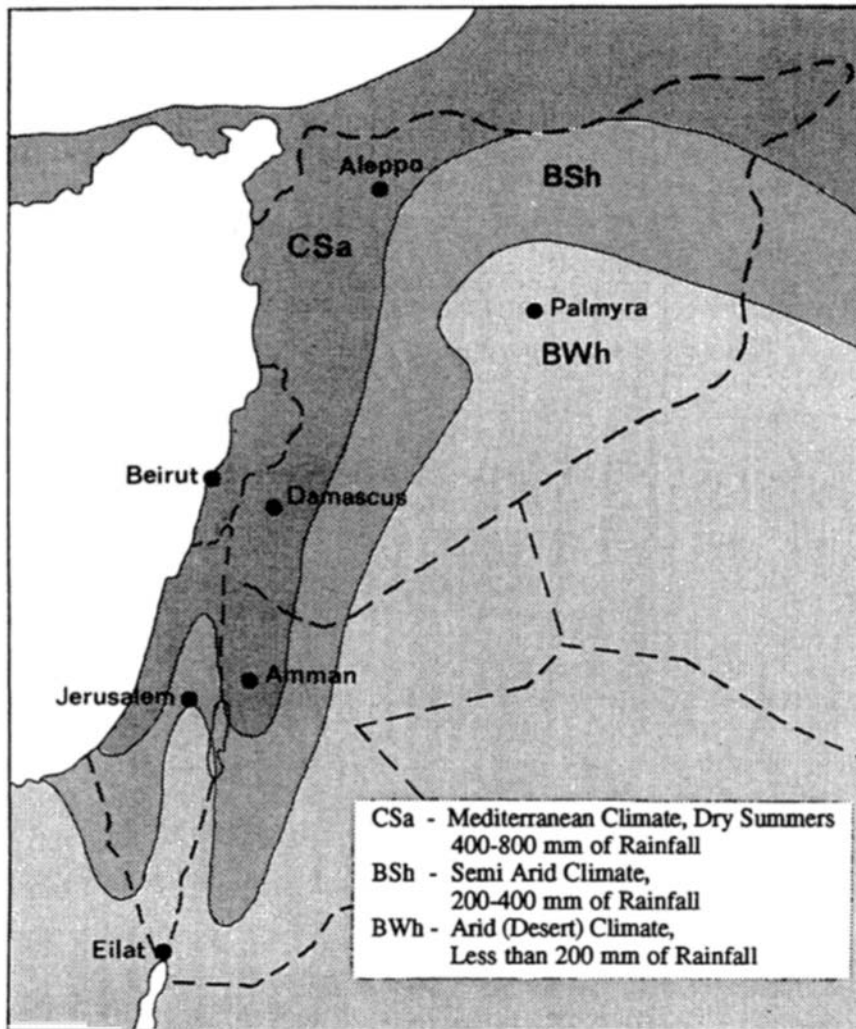 Aleppo
BSh
CSa
Palmyra
BWh
Beirut
Damascus
Amman
Jerusalem
CSa - Mediterranean Climate, Dry Summers
400-800 mm of Rainfall
BSh - Semi Arid Climate,
200-400 mm of Rainfall
BWh - Arid (Desert) Climate,
Less than 200 mm of Rainfall
Eilat